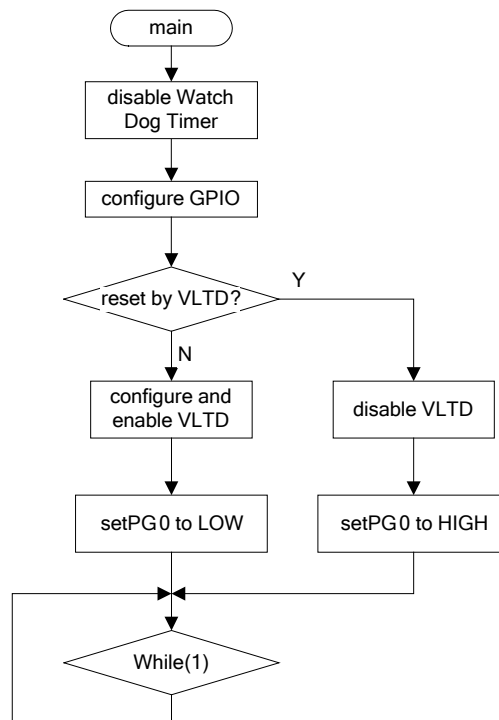 main
disable Watch
Dog Timer
configure GPIO
reset by VLTD?
Y
N
configure and
enable VLTD
disable VLTD
setPG0 to LOW
setPG0 to HIGH
While(1)